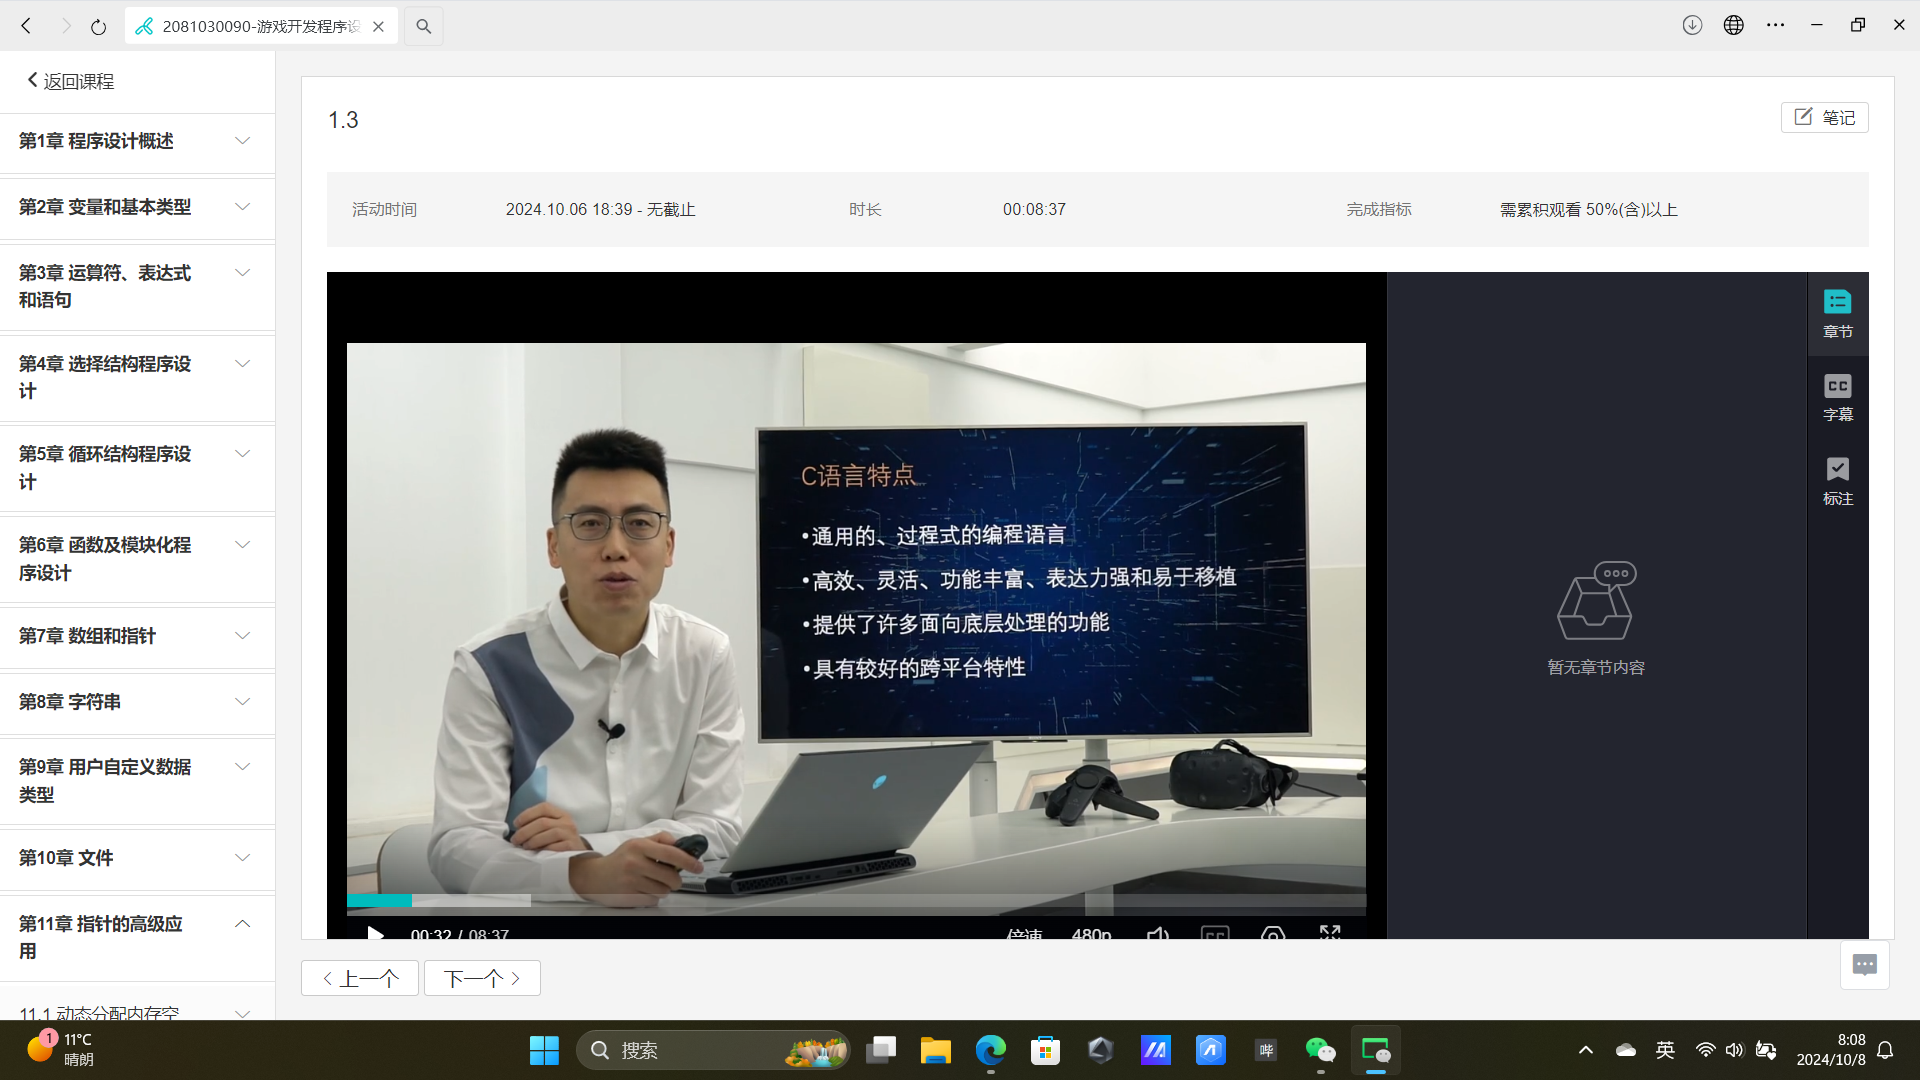 2081030090-游戏开发程序设
返回课程
第1章 程序设计概述
第2章 变量和基本类型
第3章 运算符、表达式
和语句
第4章 选择结构程序设
计
第5章 循环结构程序设
计
第6章 函数及模块化程
序设计
第7章 数组和指针
第8章 字符串
第9章 用户自定义数据
类型
第10章 文件
第11章 指针的高级应
用
11.1 动态分配内存空
1.3
笔记
活动时间
2024.10.06 18:39 - 无截止
时长
00:08:37
完成指标
需累积观看 50%(含)以上
C语言特点
•通用的、过程式的编程语言
•高效、灵活、功能丰富、表达力强和易于移植
•提供了许多面向底层处理的功能
•具有较好的跨平台特性
00:32 / 08:37
倍速
480p
CC
章节
CC
字幕
标注
暂无章节内容
上一个
下一个
1
11°C
晴朗
搜索
哔
英
8:08
2024/10/8